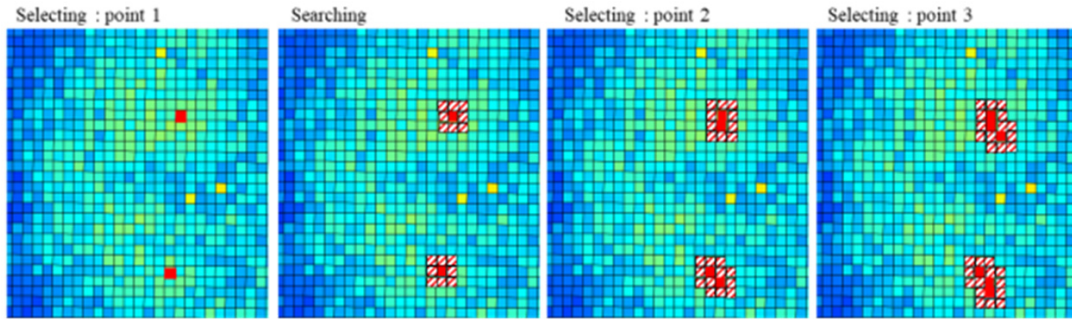 Selecting : point 1
Searching
Selecting : point 2
Selecting : point 3